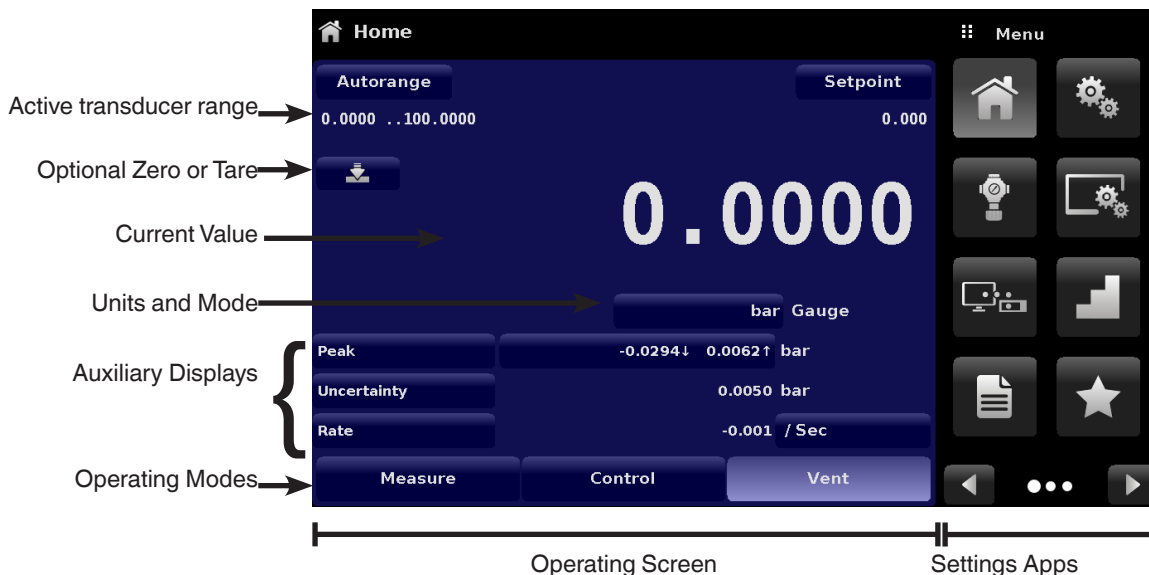 Home
Menu
Autorange
Setpoint
Active transducer range
0.0000 ..100.0000
0.000
Optional Zero or Tare
Current Value
0.0000
Units and Mode
bar Gauge
Auxiliary Displays
Peak
-0.0294↓ 0.0062↑ bar
Uncertainty
0.0050 bar
Rate
-0.001 / Sec
Operating Modes
Measure
Control
Vent
Operating Screen
Settings Apps